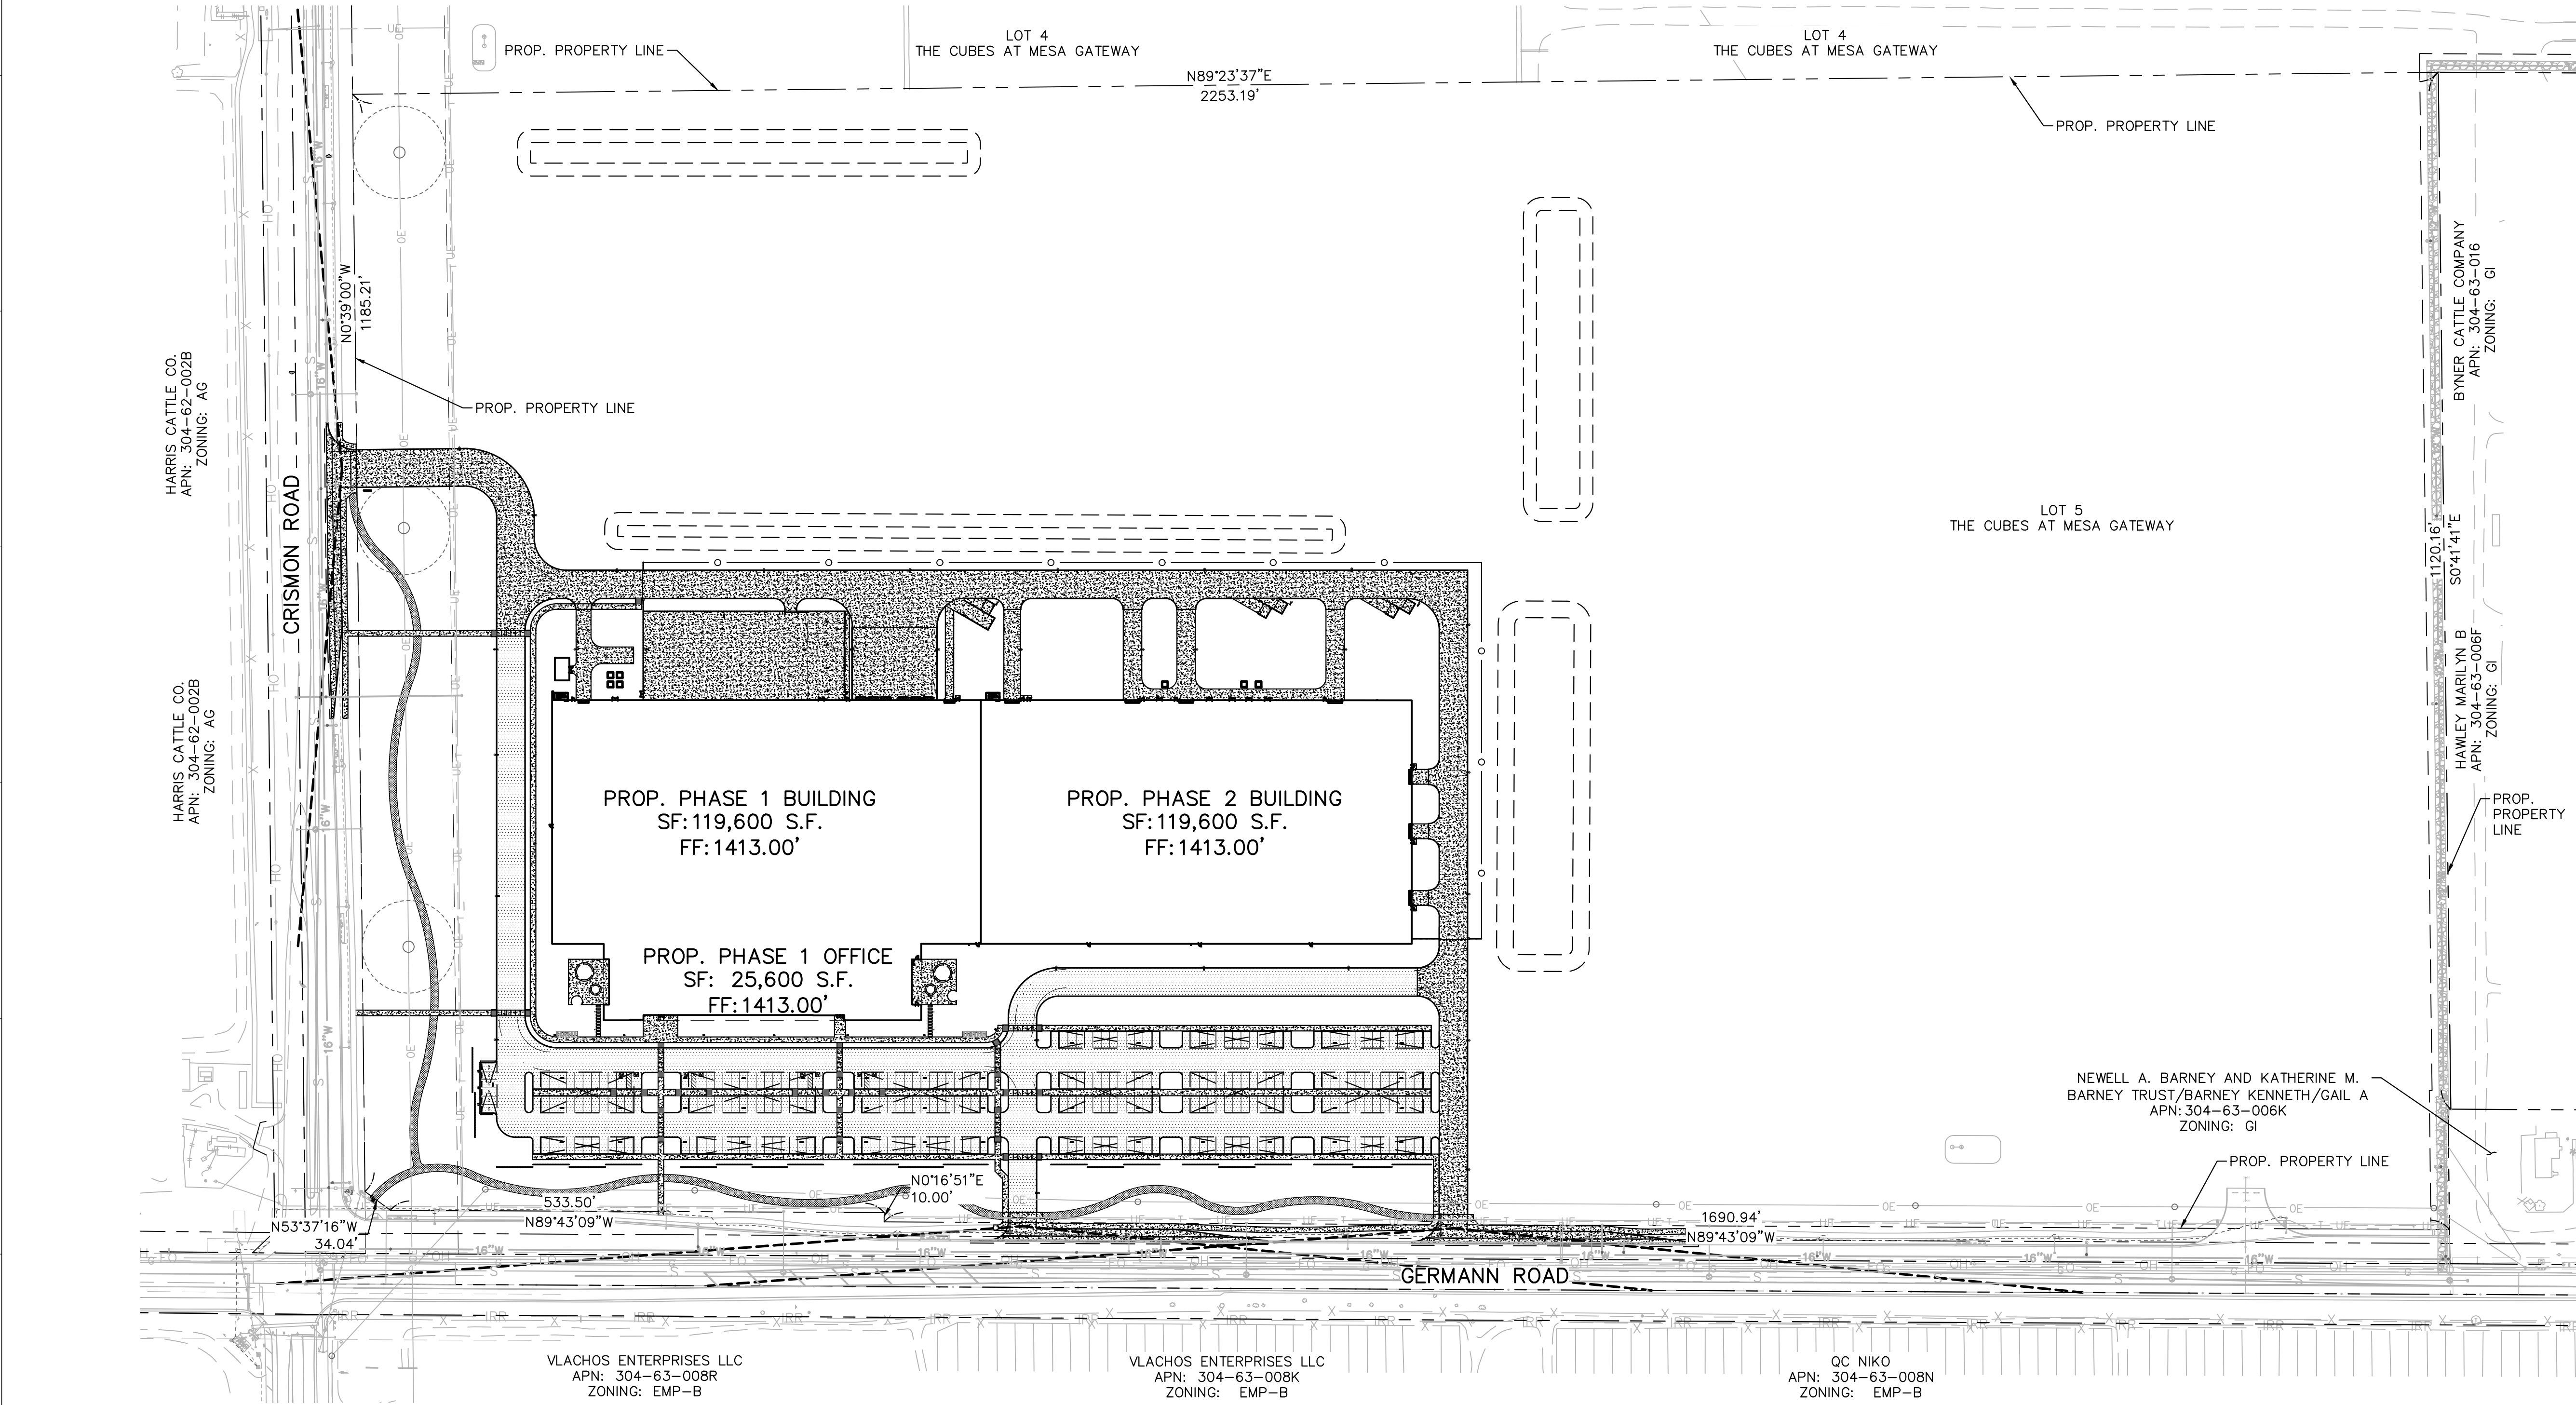 LOT 4
THE CUBES AT MESA GATEWAY
LOT 4
THE CUBES AT MESA GATEWAY
PROP. PROPERTY LINE
N89°23'37"E
2253.19'
PROP. PROPERTY LINE
N0°39'00"W
1185.21'
PROP. PROPERTY LINE
HARRIS CATTLE CO.
APN: 304-62-002B
ZONING: AG
CRISMON ROAD
HARRIS CATTLE CO.
APN: 304-62-002B
ZONING: AG
BYNER CATTLE COMPANY
APN: 304-63-016
ZONING: GI
LOT 5
THE CUBES AT MESA GATEWAY
1120.16'
S0°41'41"E
HAWLEY MARILYN B
APN: 304-63-006F
ZONING: GI
PROP.
PROPERTY
LINE
PROP. PHASE 1 BUILDING
SF:119,600 S.F.
FF:1413.00'
PROP. PHASE 2 BUILDING
SF:119,600 S.F.
FF:1413.00'
PROP. PHASE 1 OFFICE
SF: 25,600 S.F.
FF:1413.00'
NEWELL A. BARNEY AND KATHERINE M.
BARNEY TRUST/BARNEY KENNETH/GAIL A
APN:304-63-006K
ZONING: GI
PROP. PROPERTY LINE
N0°16'51"E
10.00'
533.50'
N89°43'09"W
N53°37'16"W
34.04'
1690.94'
N89°43'09"W
16"W
16"W
16"W
16"W
16"W
16"W
16"W
16"W
GERMANN ROAD
VLACHOS ENTERPRISES LLC
APN: 304-63-008R
ZONING: EMP-B
VLACHOS ENTERPRISES LLC
APN: 304-63-008K
ZONING: EMP-B
QC NIKO
APN: 304-63-008N
ZONING: EMP-B